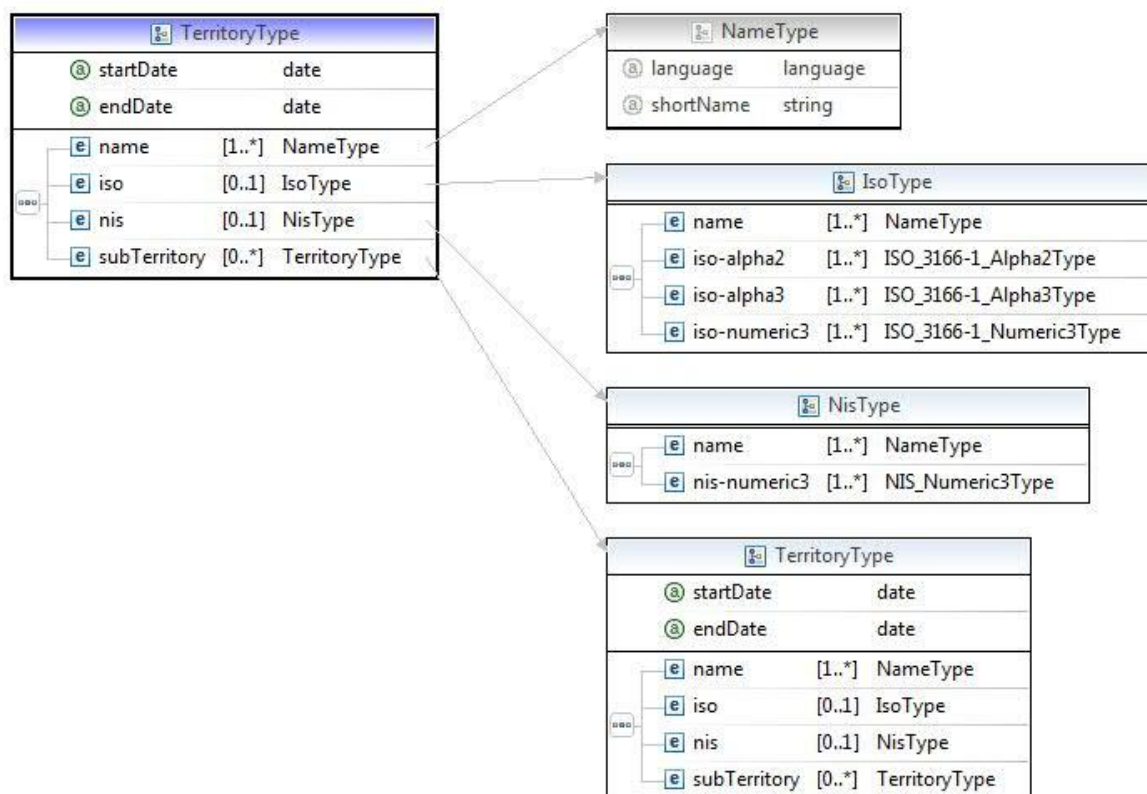 TerritoryType
startDate date
endDate date
name [1..*] NameType
iso [0..1] IsoType
nis [0..1] NisType
subTerritory [0..*] TerritoryType
NameType
language language
shortName string
IsoType
name [1..*] NameType
iso-alpha2 [1..*] ISO_3166-1_Alpha2Type
iso-alpha3 [1..*] ISO_3166-1_Alpha3Type
iso-numeric3 [1..*] ISO_3166-1_Numeric3Type
NisType
name [1..*] NameType
nis-numeric3 [1..*] NIS_Numeric3Type
TerritoryType
startDate date
endDate date
name [1..*] NameType
iso [0..1] IsoType
nis [0..1] NisType
subTerritory [0..*] TerritoryType